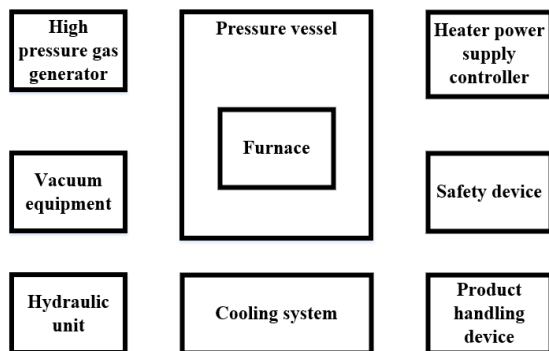 High
pressure gas
generator
Pressure vessel
Heater power
supply
controller
Furnace
Vacuum
equipment
Safety device
Hydraulic
unit
Cooling system
Product
handling
device